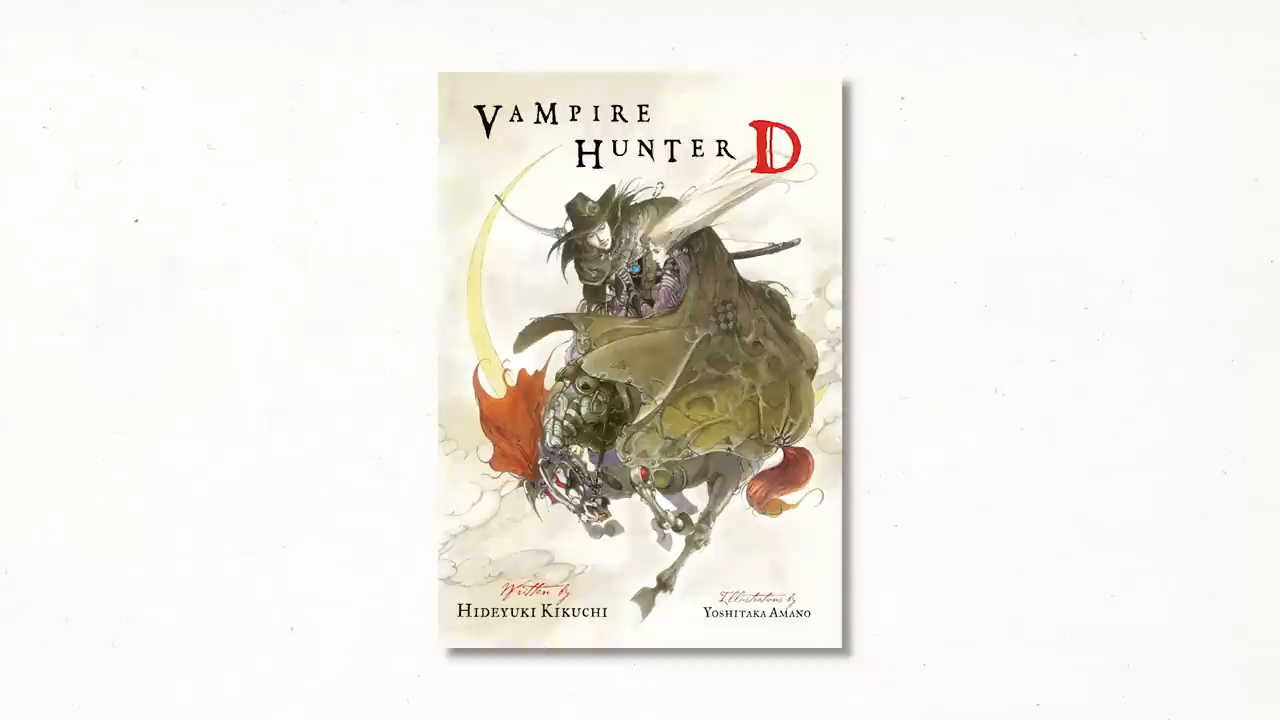 VAMPIRE
HUNTER D
Written by
HIDEYUKI KIKUCHI
Illustrations by
YOSHITAKA AMANO